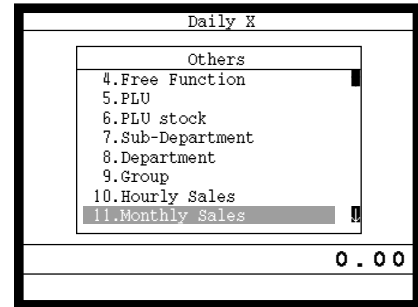 Daily X
Others
4.Free Function
5.PLU
6.PLU stock
7.Sub-Department
8.Department
9.Group
10.Hourly Sales
11.Monthly Sales
0.00